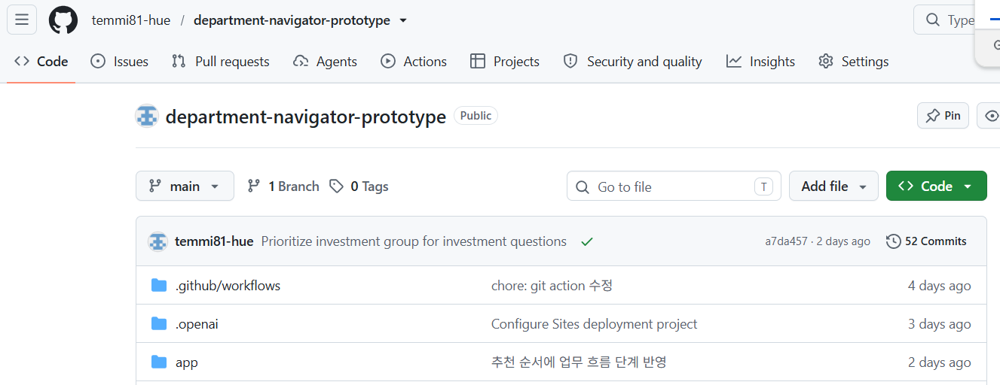 temmi81-hue / department-navigator-prototype
Type
Code Issues Pull requests Agents Actions Projects Security and quality Insights Settings
department-navigator-prototype Public
Pin
main 1 Branch 0 Tags
Go to file T Add file Code
temmi81-hue Prioritize investment group for investment questions a7da457 · 2 days ago 52 Commits
.github/workflows chore: git action 수정 4 days ago
.openai Configure Sites deployment project 3 days ago
app 추천 순서에 업무 흐름 단계 반영 2 days ago